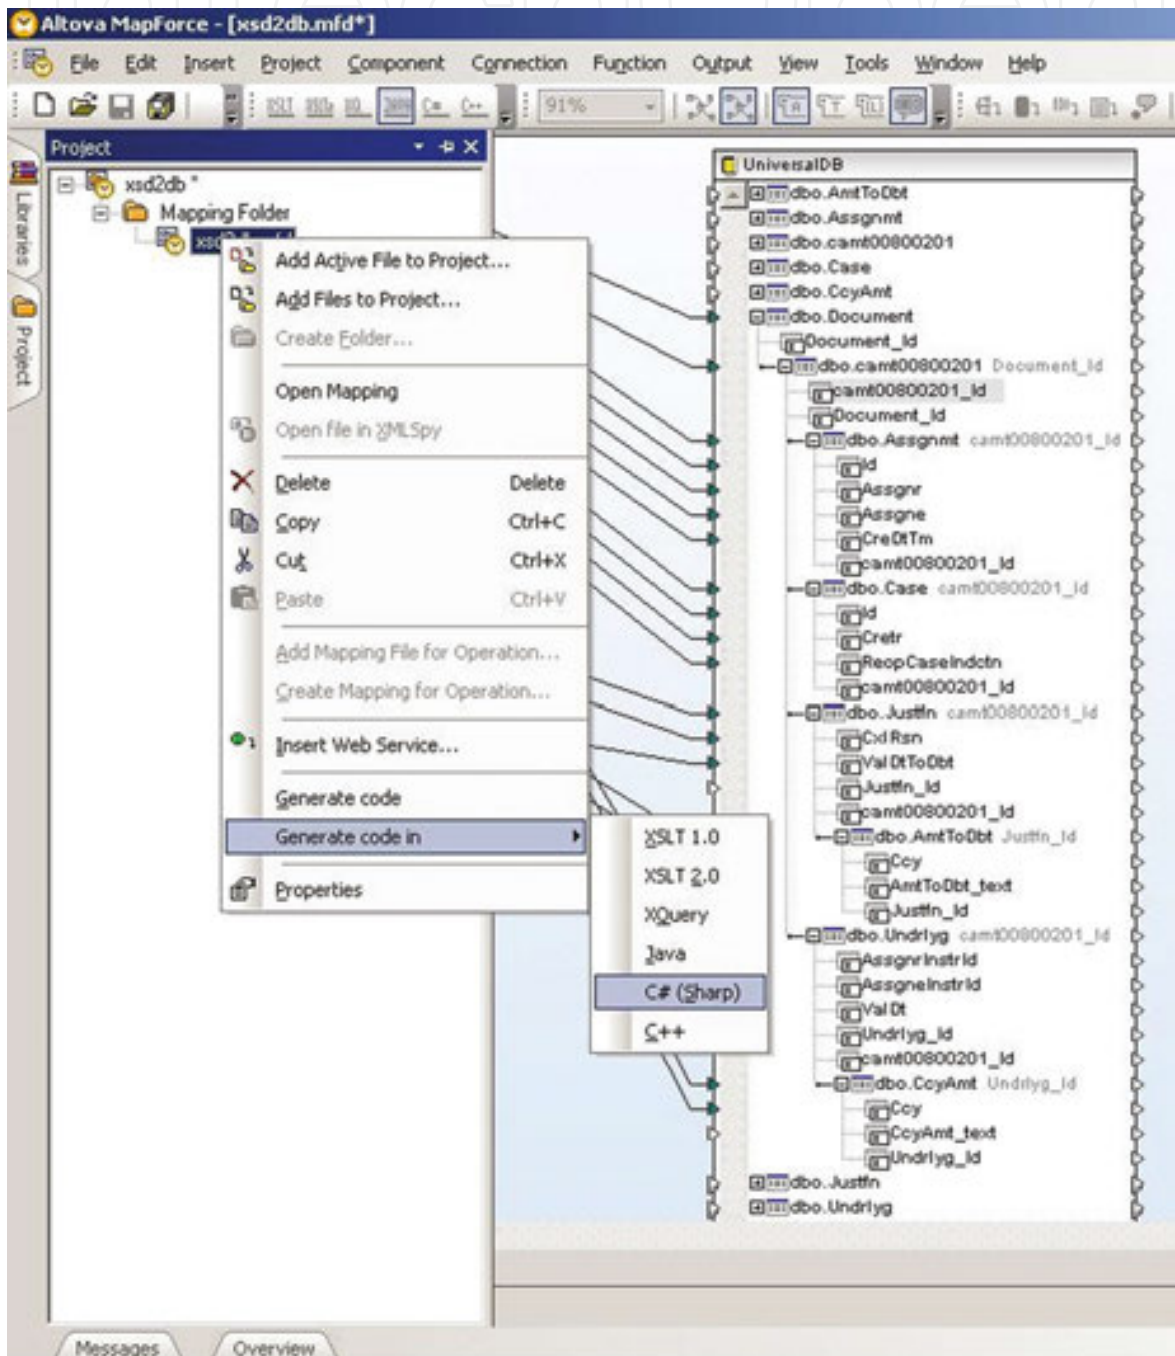 Altova MapForce - [xsd2db.mfd*]
File Edit Insert Project Component Connection Function Output View Tools Window Help
XSLT XSLT2 XQ JAVA C# C++ 91%
Project
Libraries
Project
xsd2db *
Mapping Folder
Add Active File to Project...
Add Files to Project...
Create Folder...
Open Mapping
Open file in XMLSpy
Delete Delete
Copy Ctrl+C
Cut Ctrl+X
Paste Ctrl+V
Add Mapping File for Operation...
Create Mapping for Operation...
Insert Web Service...
Generate code
Generate code in
Properties
XSLT 1.0
XSLT 2.0
XQuery
Java
C# (Sharp)
C++
UniversalDB
dbo.AmtToDbt
dbo.Assgnmt
dbo.camt00800201
dbo.Case
dbo.CcyAmt
dbo.Document
Document_Id
dbo.camt00800201 Document_Id
camt00800201_Id
Document_Id
dbo.Assgnmt camt00800201_Id
Id
Assgnr
Assgne
CreDtTm
camt00800201_Id
dbo.Case camt00800201_Id
Id
Cretr
ReopCaseIndctn
camt00800201_Id
dbo.Justfn camt00800201_Id
CxlRsn
ValDtToDbt
Justfn_Id
camt00800201_Id
dbo.AmtToDbt Justfn_Id
Ccy
AmtToDbt_text
Justfn_Id
dbo.Undrlyg camt00800201_Id
AssgnrInstrId
AssgneInstrId
ValDt
Undrlyg_Id
camt00800201_Id
dbo.CcyAmt Undrlyg_Id
Ccy
CcyAmt_text
Undrlyg_Id
dbo.Justfn
dbo.Undrlyg
Messages Overview